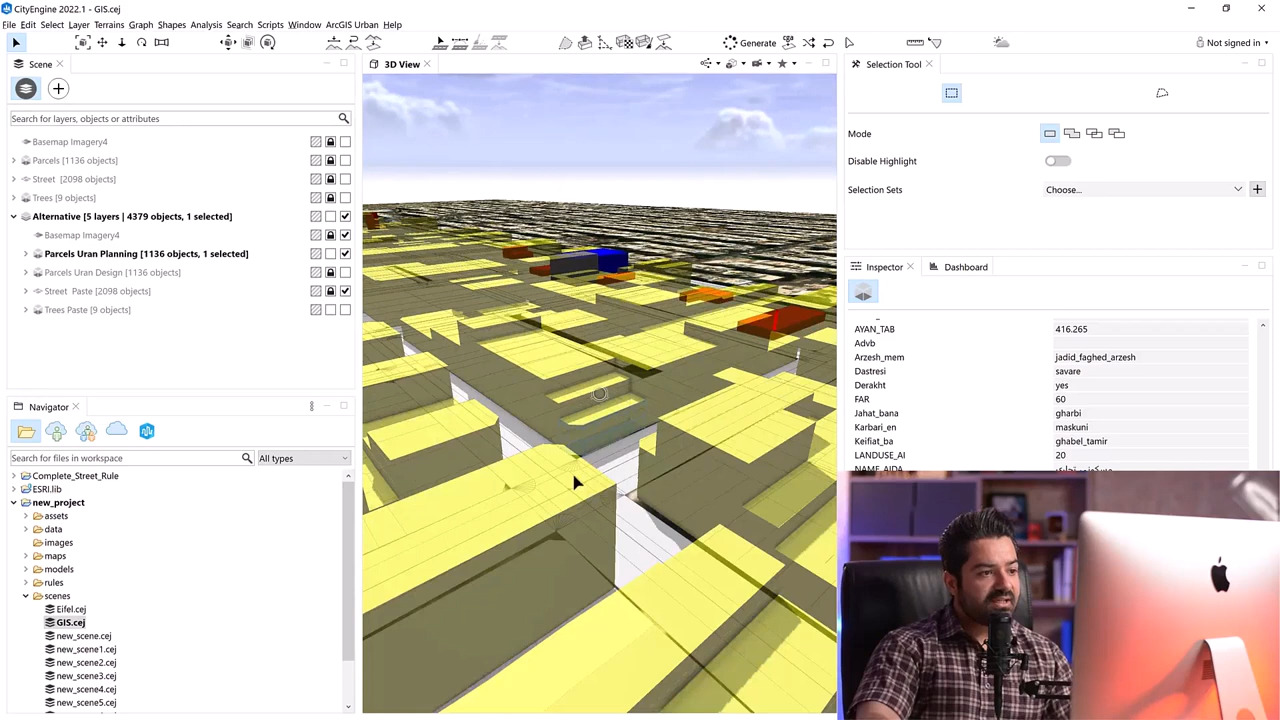 CityEngine 2022.1 - GIS.cej
File Edit Select Layer Terrains Graph Shapes Analysis Search Scripts Window ArcGIS Urban Help
Generate
Not signed in
Scene
3D View
Selection Tool
Search for layers, objects or attributes
Mode
Disable Highlight
Selection Sets
Choose...
Basemap Imagery4
Parcels [1136 objects]
Street [2098 objects]
Trees [9 objects]
Alternative [5 layers | 4379 objects, 1 selected]
Basemap Imagery4
Parcels Uran Planning [1136 objects, 1 selected]
Parcels Uran Design [1136 objects]
Street Paste [2098 objects]
Trees Paste [9 objects]
Inspector
Dashboard
AYAN_TAB 416.265
Advb
Arzesh_mem jadid_faghed_arzesh
Dastresi savare
Derakht yes
FAR 60
Jahat_bana gharbi
Karbari_en maskuni
Keifiat_ba ghabel_tamir
LANDUSE_AI 20
Navigator
Search for files in workspace
All types
Complete_Street_Rule
ESRI.lib
new_project
assets
data
images
maps
models
rules
scenes
Eifel.cej
GIS.cej
new_scene.cej
new_scene1.cej
new_scene2.cej
new_scene3.cej
new_scene4.cej
new_scene5.cej